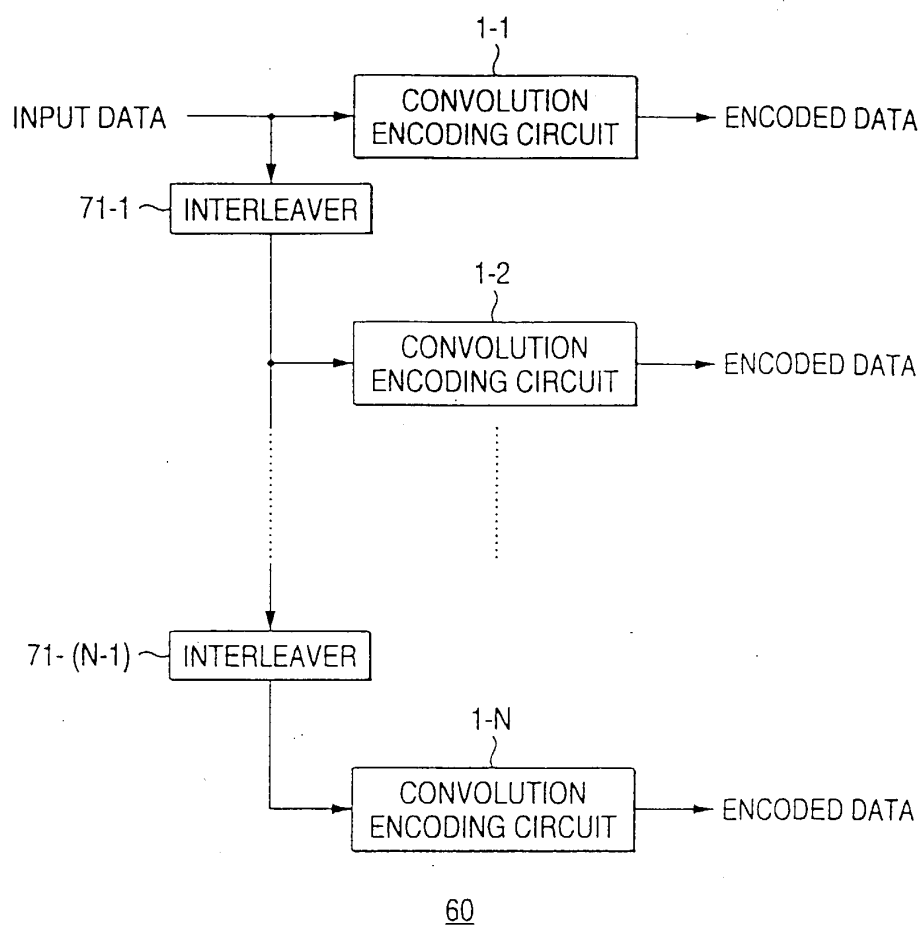 1-1
INPUT DATA
CONVOLUTION
ENCODING CIRCUIT
ENCODED DATA
71-1
INTERLEAVER
1-2
CONVOLUTION
ENCODING CIRCUIT
ENCODED DATA
71- (N-1)
INTERLEAVER
1-N
CONVOLUTION
ENCODING CIRCUIT
ENCODED DATA
60